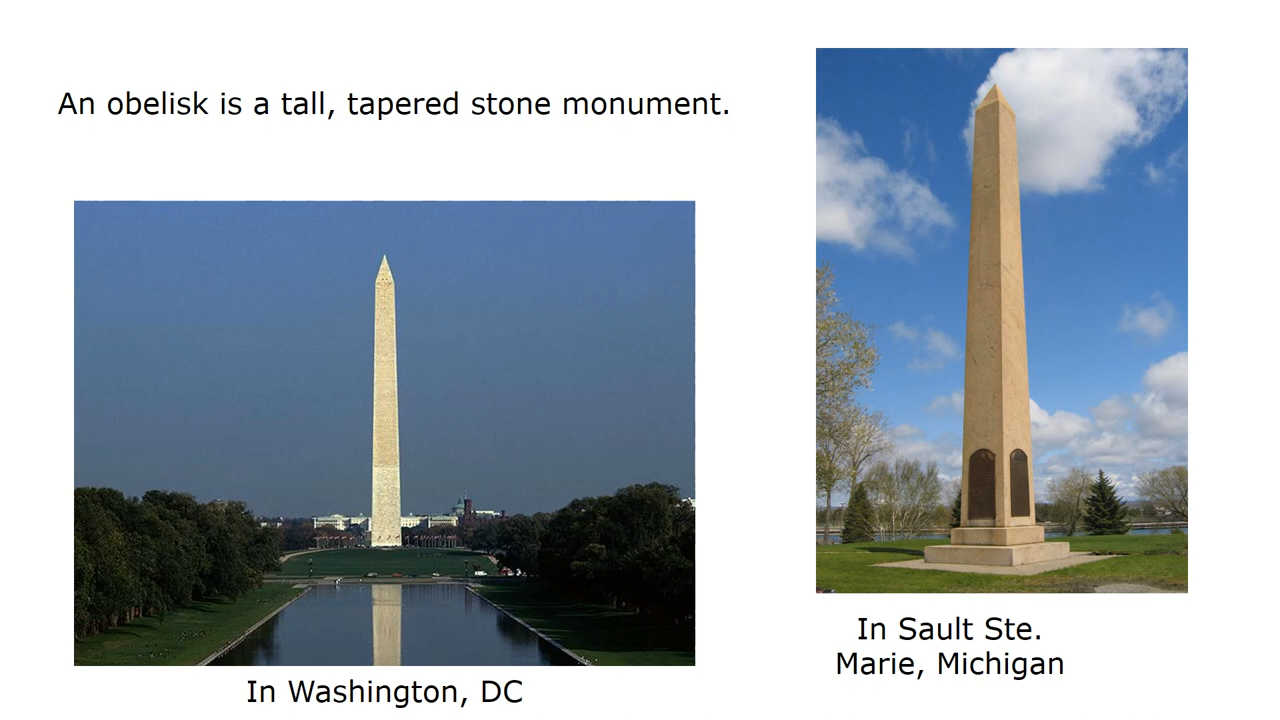 An obelisk is a tall, tapered stone monument.
In Washington, DC
In Sault Ste.
Marie, Michigan